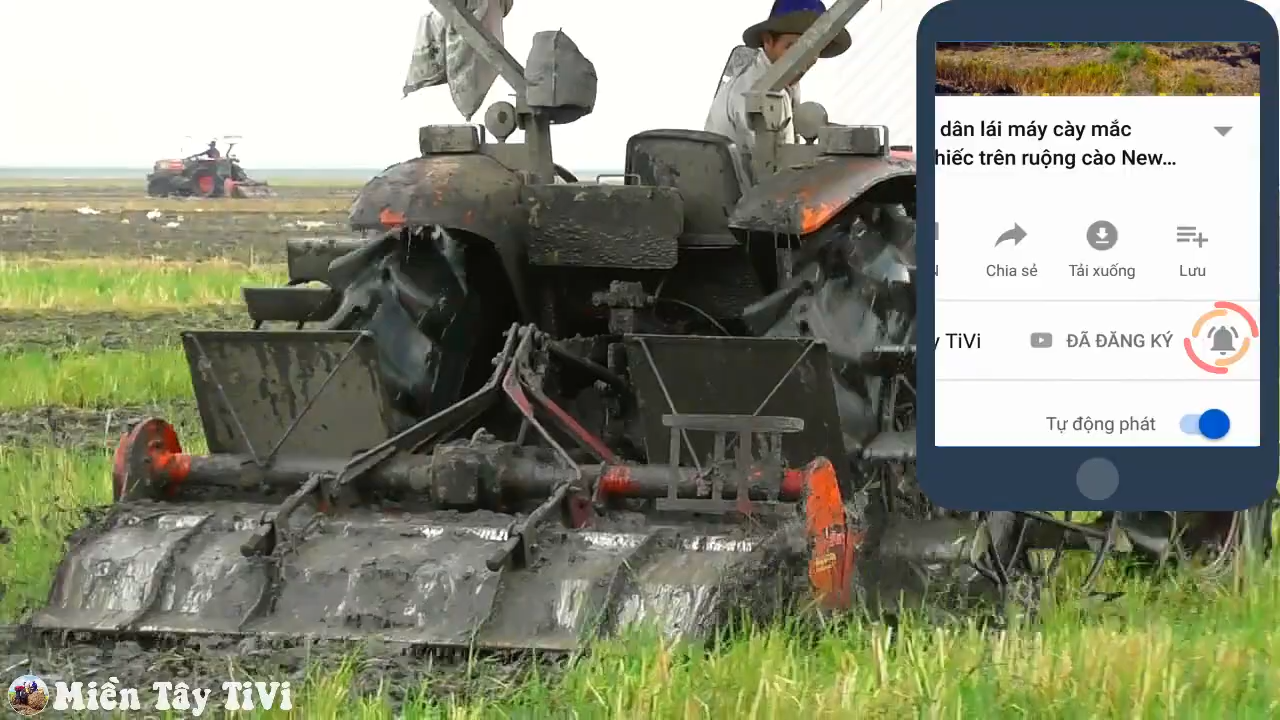 dân lái máy cày mắc
hiếc trên ruộng cào New...
Chia sẻ
Tải xuống
Lưu
TiVi
ĐÃ ĐĂNG KÝ
Tự động phát
Miền Tây TiVi